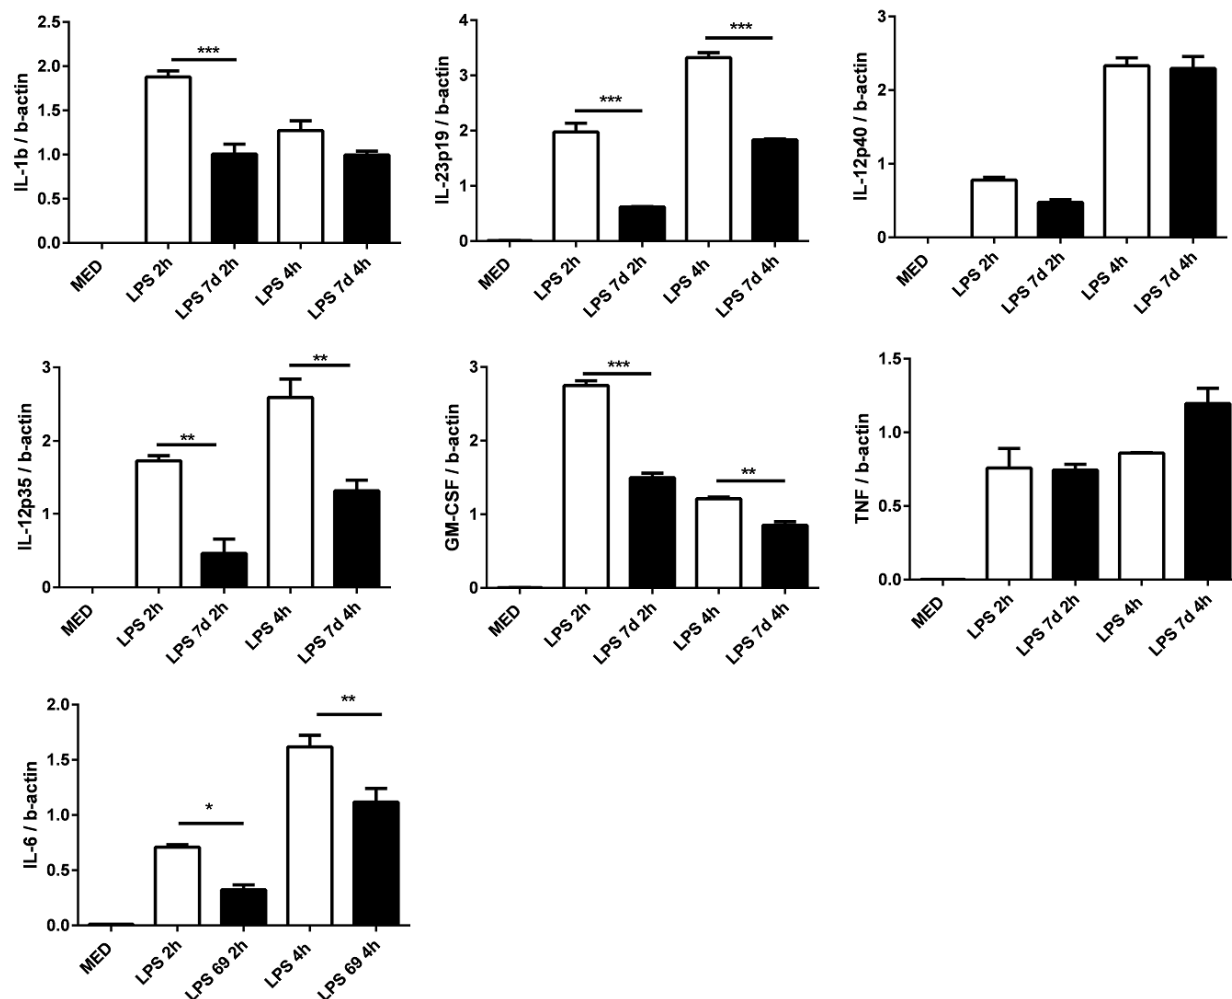 IL-1b / b-actin
2.5
2.0
1.5
1.0
0.5
0.0
***
MED
LPS 2h
LPS 7d 2h
LPS 4h
LPS 7d 4h
IL-23p19 / b-actin
4
3
2
1
0
***
***
MED
LPS 2h
LPS 7d 2h
LPS 4h
LPS 7d 4h
IL-12p40 / b-actin
3
2
1
0
MED
LPS 2h
LPS 7d 2h
LPS 4h
LPS 7d 4h
IL-12p35 / b-actin
3
2
1
0
**
**
MED
LPS 2h
LPS 7d 2h
LPS 4h
LPS 7d 4h
GM-CSF / b-actin
3
2
1
0
***
**
MED
LPS 2h
LPS 7d 2h
LPS 4h
LPS 7d 4h
TNF / b-actin
1.5
1.0
0.5
0.0
MED
LPS 2h
LPS 7d 2h
LPS 4h
LPS 7d 4h
IL-6 / b-actin
2.0
1.5
1.0
0.5
0.0
*
**
MED
LPS 2h
LPS 69 2h
LPS 4h
LPS 69 4h